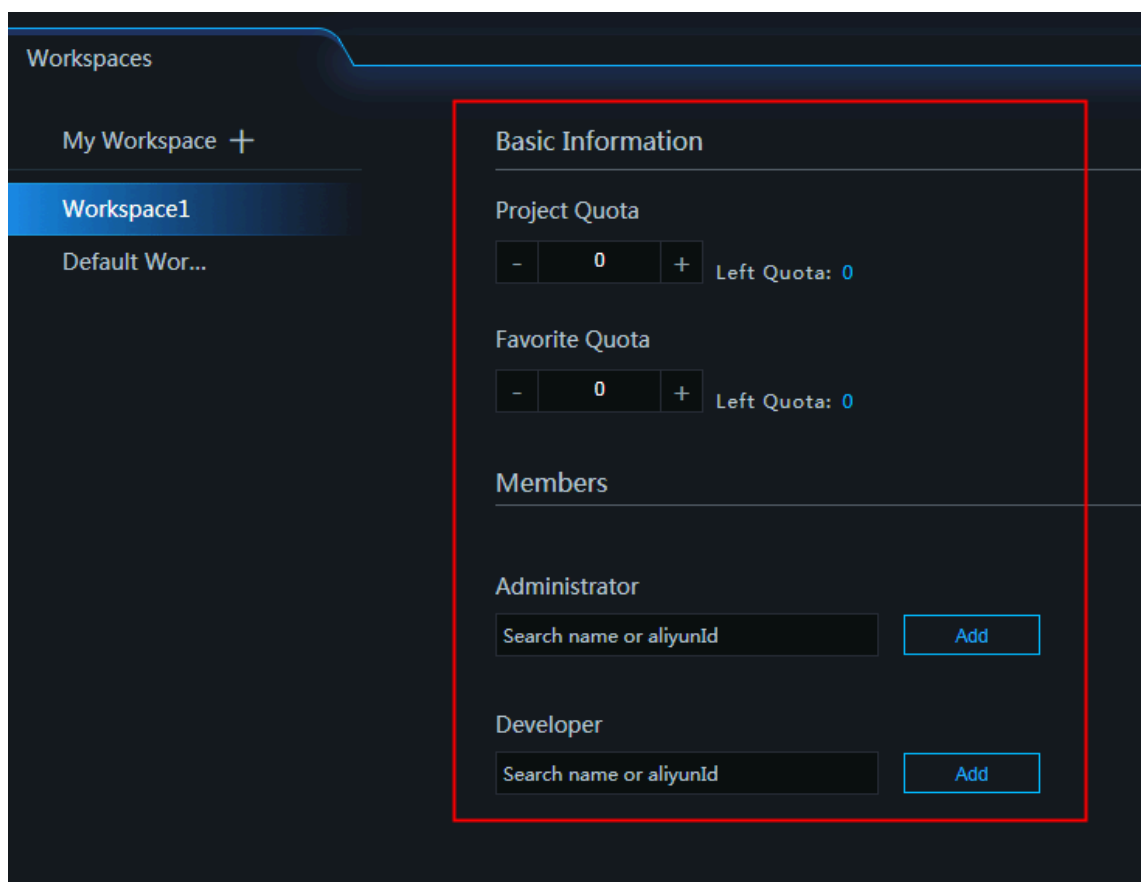 Workspaces
My Workspace +
Workspace1
Default Wor...
Basic Information
Project Quota
- 0 + Left Quota: 0
Favorite Quota
- 0 + Left Quota: 0
Members
Administrator
Search name or aliyunId Add
Developer
Search name or aliyunId Add